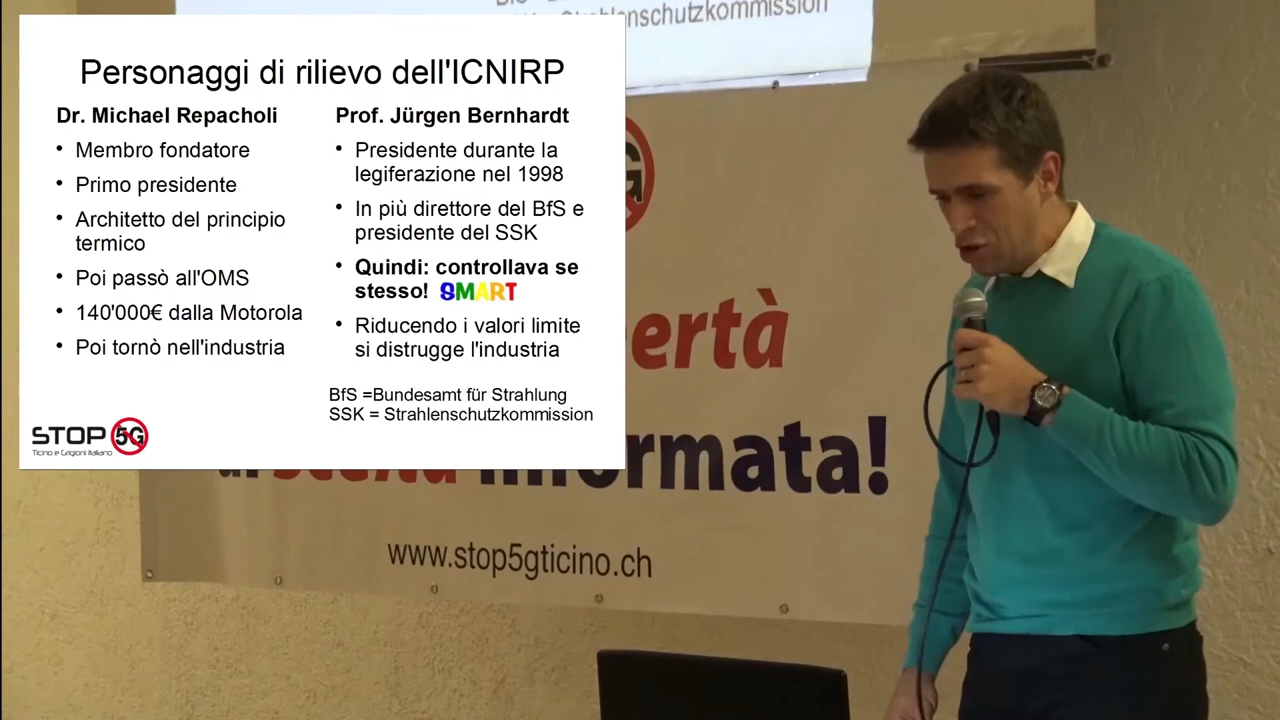 Personaggi di rilievo dell'ICNIRP
Dr. Michael Repacholi
• Membro fondatore
• Primo presidente
• Architetto del principio
termico
• Poi passò all'OMS
• 140'000€ dalla Motorola
• Poi tornò nell'industria
Prof. Jürgen Bernhardt
• Presidente durante la
legiferazione nel 1998
• In più direttore del BfS e
presidente del SSK
• Quindi: controllava se
stesso! SMART
• Riducendo i valori limite
si distrugge l'industria
BfS =Bundesamt für Strahlung
SSK = Strahlenschutzkommission
STOP 5G
Ticino e Grigioni italiano
Strahlenschutzkommission
G
ertà
di scelta informata!
www.stop5gticino.ch